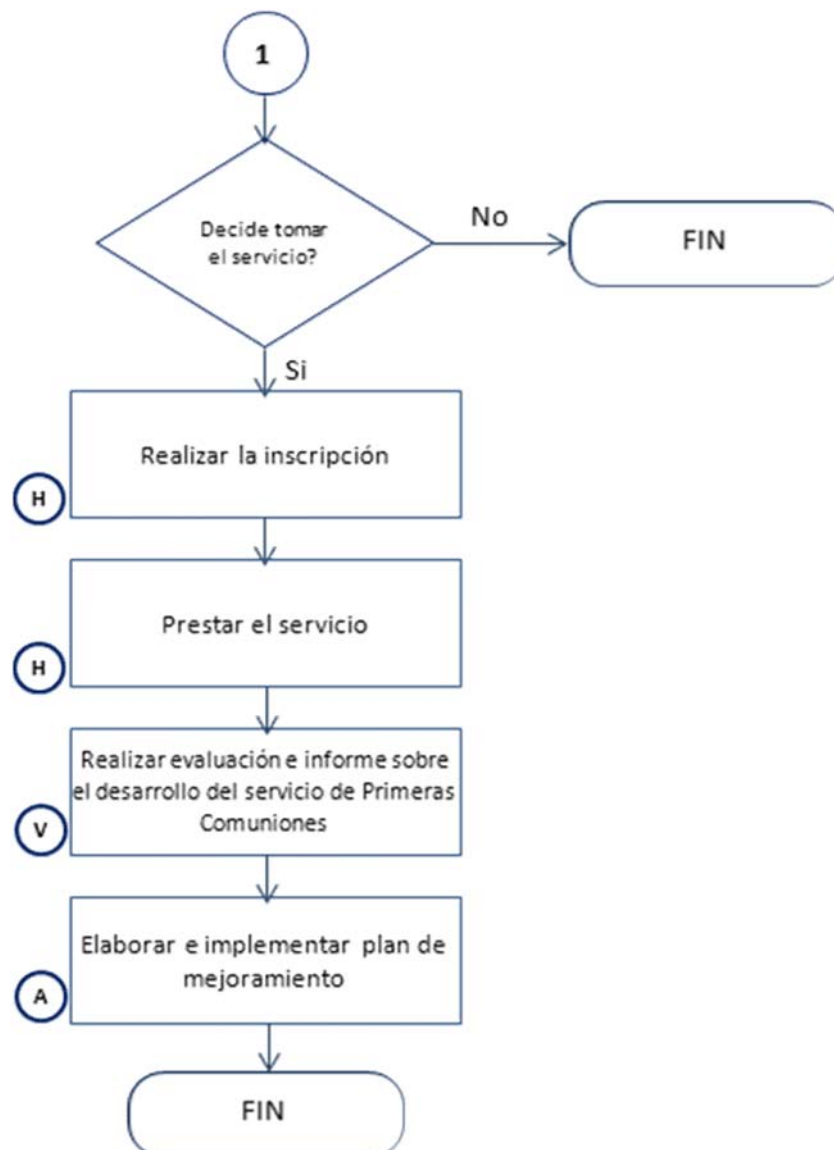 1
Decide tomar
el servicio?
No
FIN
Si
Realizar la inscripción
H
Prestar el servicio
H
Realizar evaluación e informe sobre
el desarrollo del servicio de Primeras
Comuniones
V
Elaborar e implementar plan de
mejoramiento
A
FIN